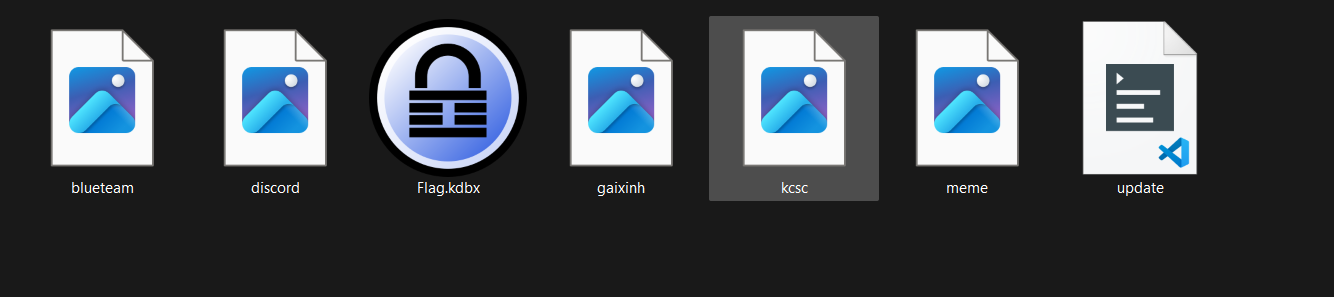 blueteam
discord
Flag.kdbx
gaixinh
kcsc
meme
update